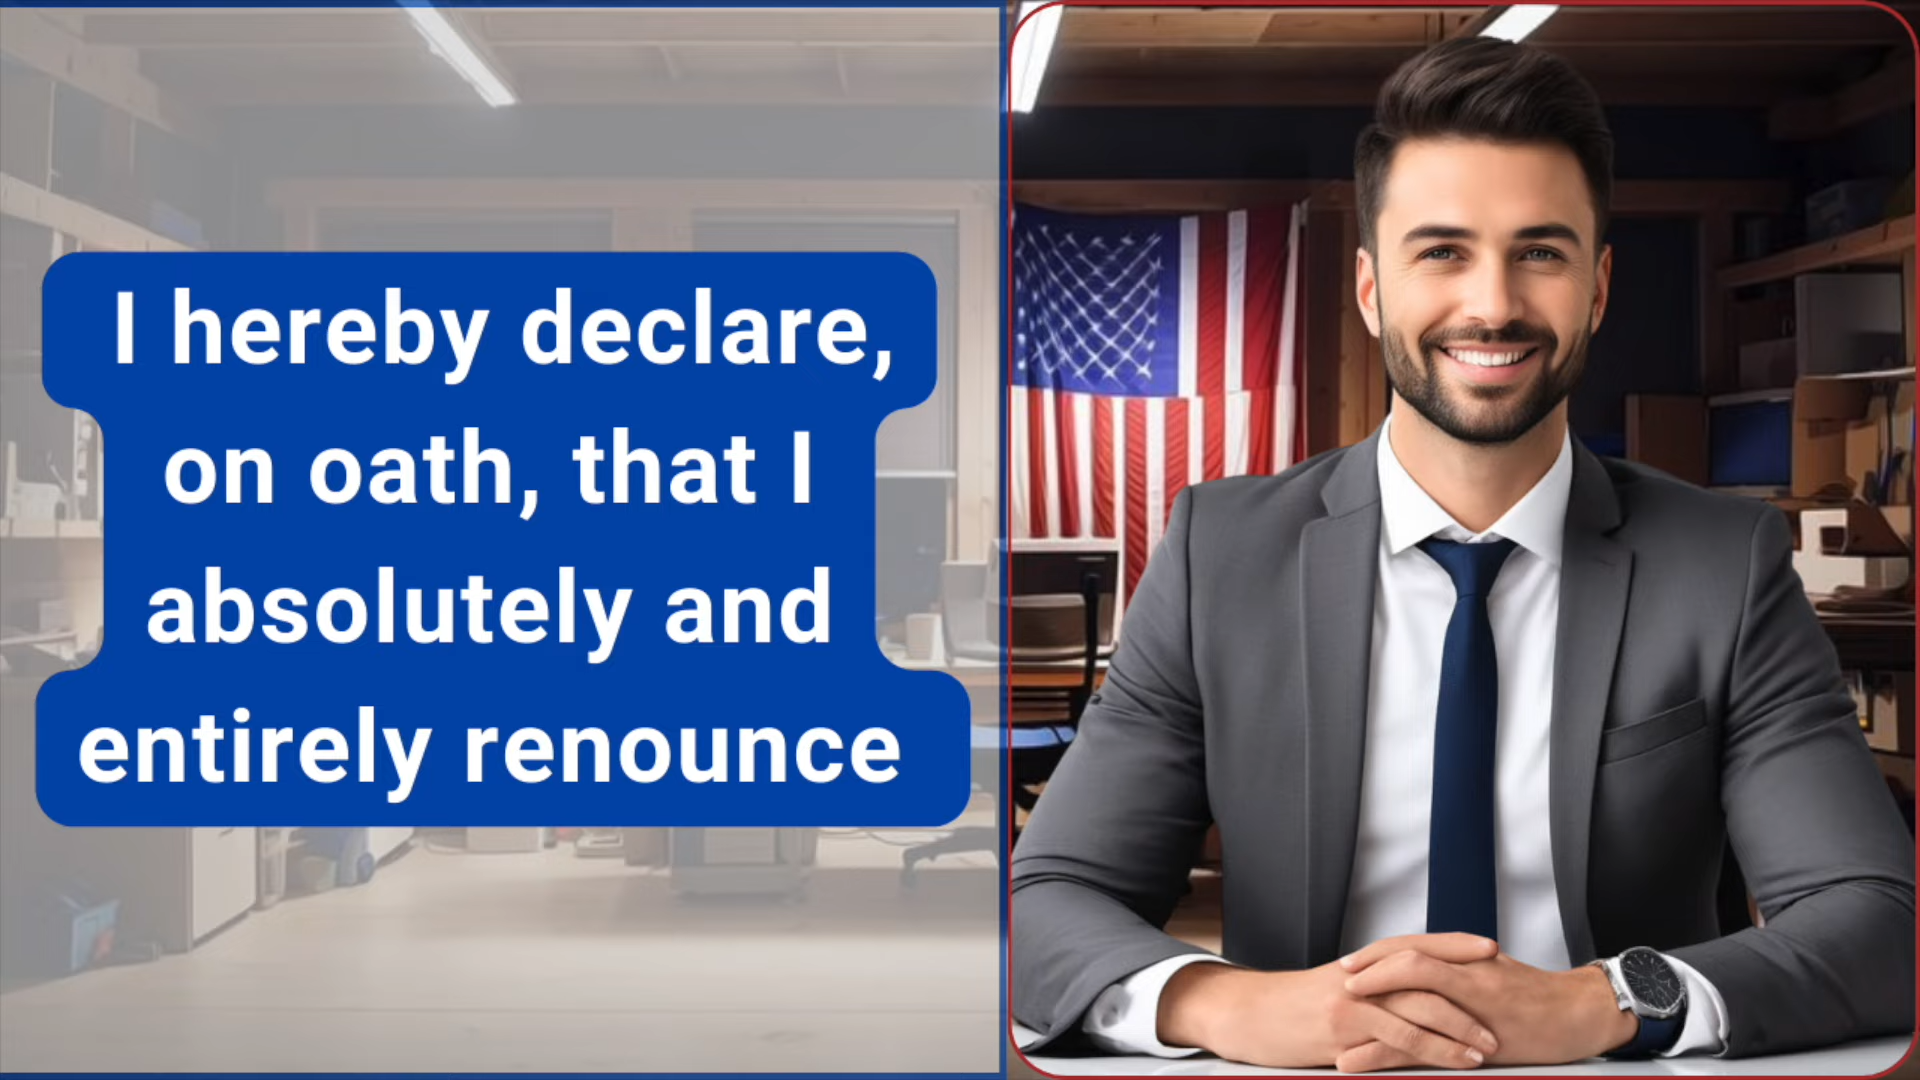 I hereby declare,
on oath, that I
absolutely and
entirely renounce